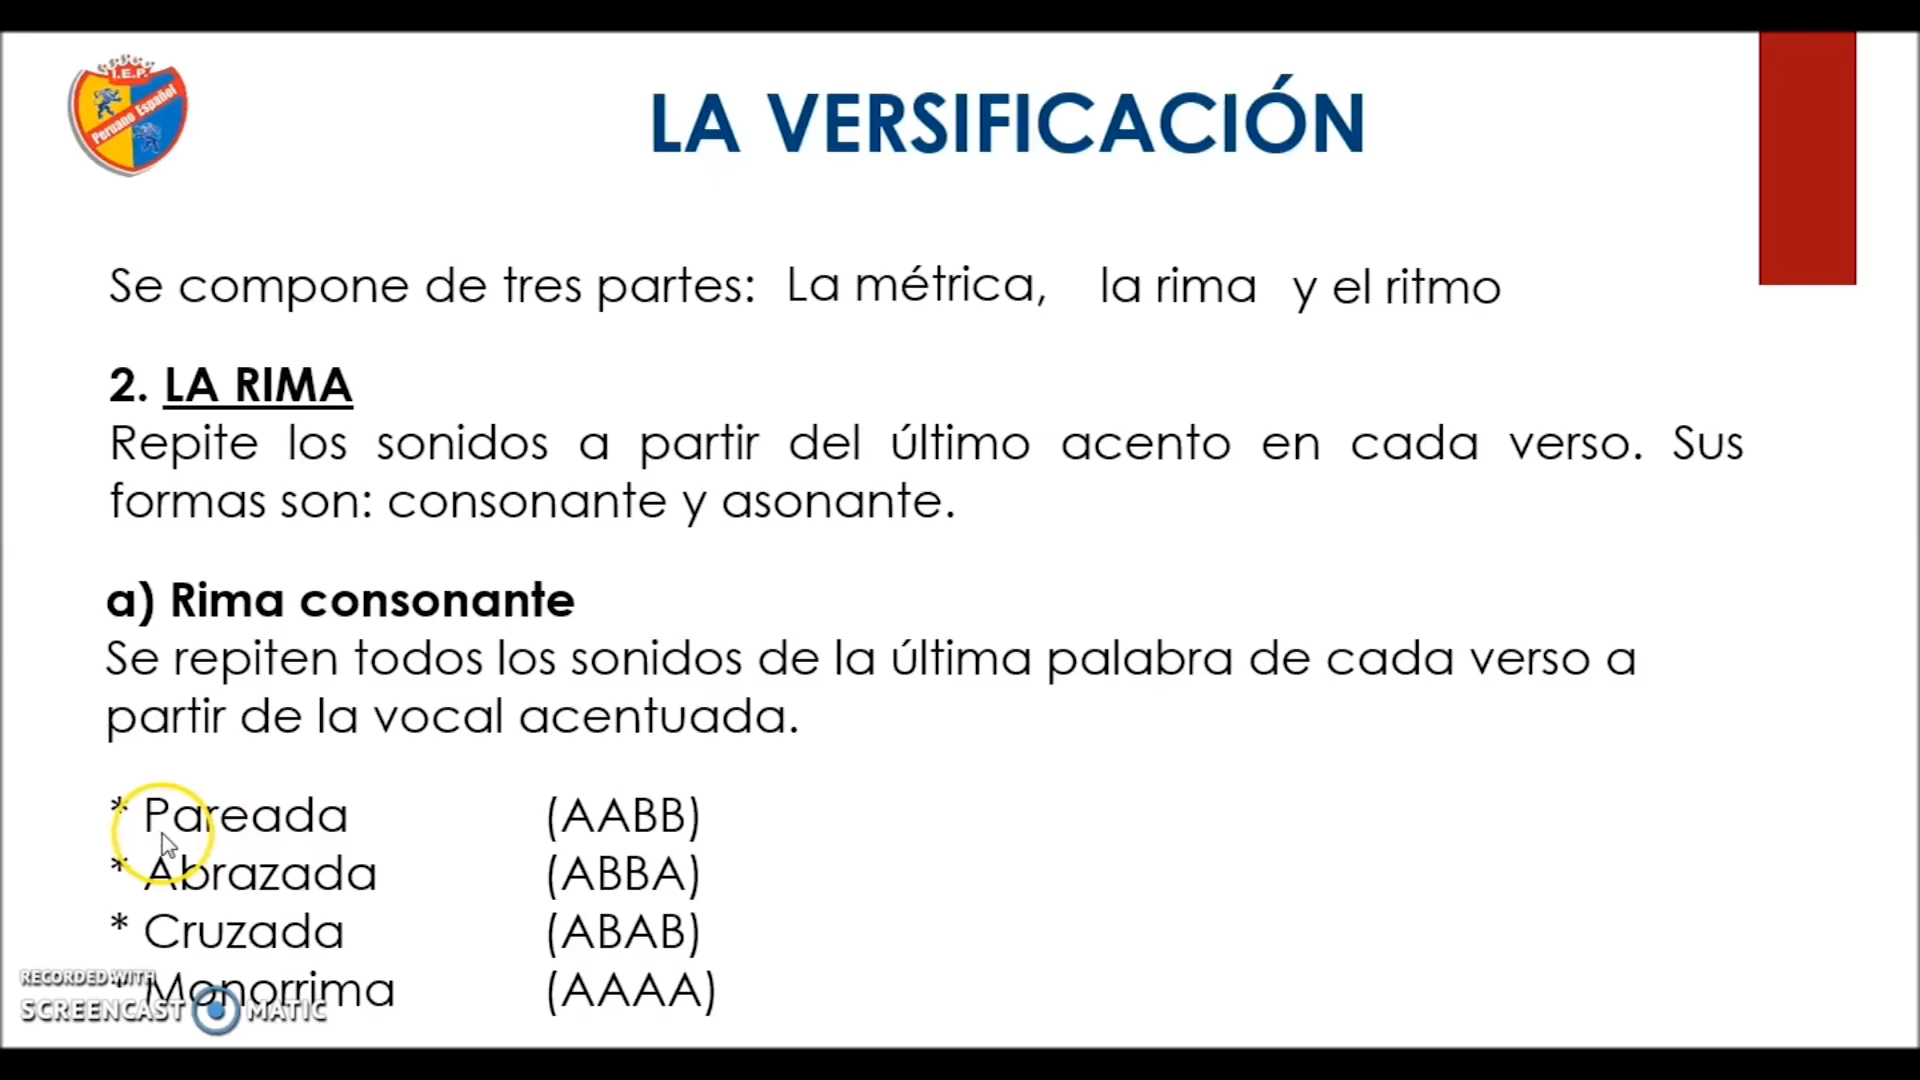 I.E.P.
Peruano Español
LA VERSIFICACIÓN
Se compone de tres partes: La métrica, la rima y el ritmo
2. LA RIMA
Repite los sonidos a partir del último acento en cada verso. Sus
formas son: consonante y asonante.
a) Rima consonante
Se repiten todos los sonidos de la última palabra de cada verso a
partir de la vocal acentuada.
* Pareada (AABB)
* Abrazada (ABBA)
* Cruzada (ABAB)
* Monorrima (AAAA)
RECORDED WITH
SCREENCAST MATIC